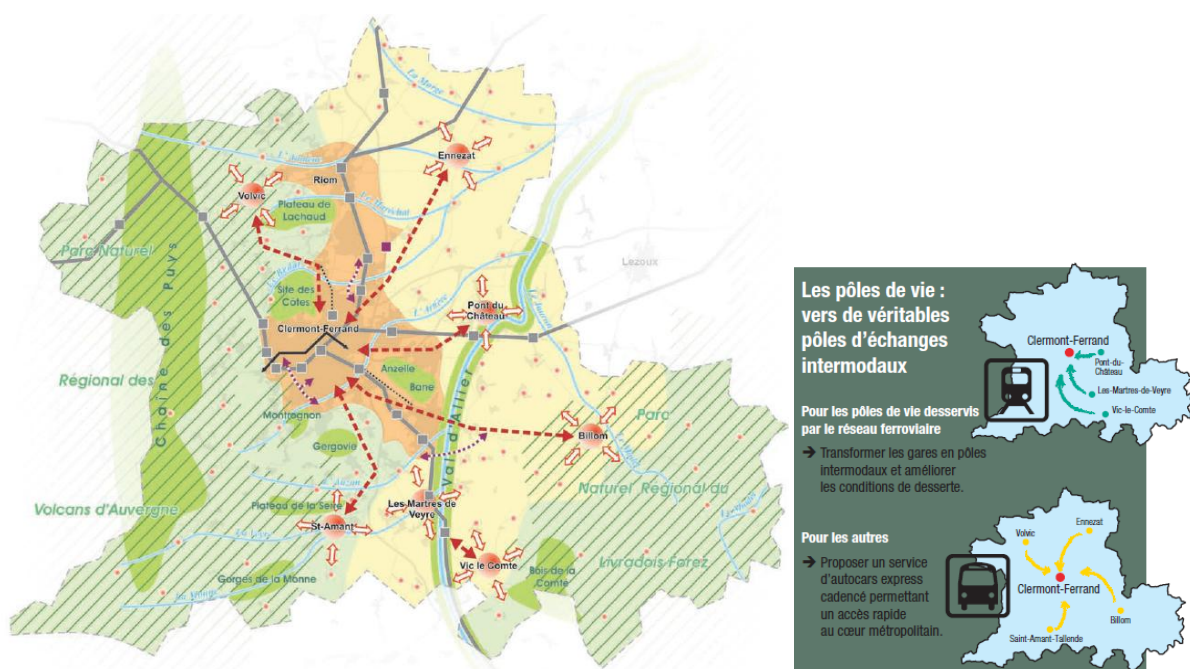 La Morge
Ennezat
L'Ambène
Riom
Volvic
Plateau de
Lachaud
Parc Naturel
Lezoux
Site des
Cotes
Pont du
Château
L'Artière
Clermont-Ferrand
Anzelle
Bane
Régional des
Chaîne des Puys
Val d'Allier
Montrognon
Gergovie
Parc
Billom
L'Auzon
Naturel Régional du
Volcans d'Auvergne
Plateau de la Serre
Les Martres de
Veyre
St-Amant
Vic le Comte
Livradois Forez
Bois de la
Comte
Gorges de la Monne
Les pôles de vie :
vers de véritables
pôles d'échanges
intermodaux
Pour les pôles de vie desservis
par le réseau ferroviaire
➔ Transformer les gares en pôles
intermodaux et améliorer
les conditions de desserte.
Clermont-Ferrand
Pont-du-
Château
Les-Martres-de-Veyre
Vic-le-Comte
Pour les autres
➔ Proposer un service
d'autocars express
cadencé permettant
un accès rapide
au cœur métropolitain.
Volvic
Ennezat
Clermont-Ferrand
Billom
Saint-Amant-Tallende